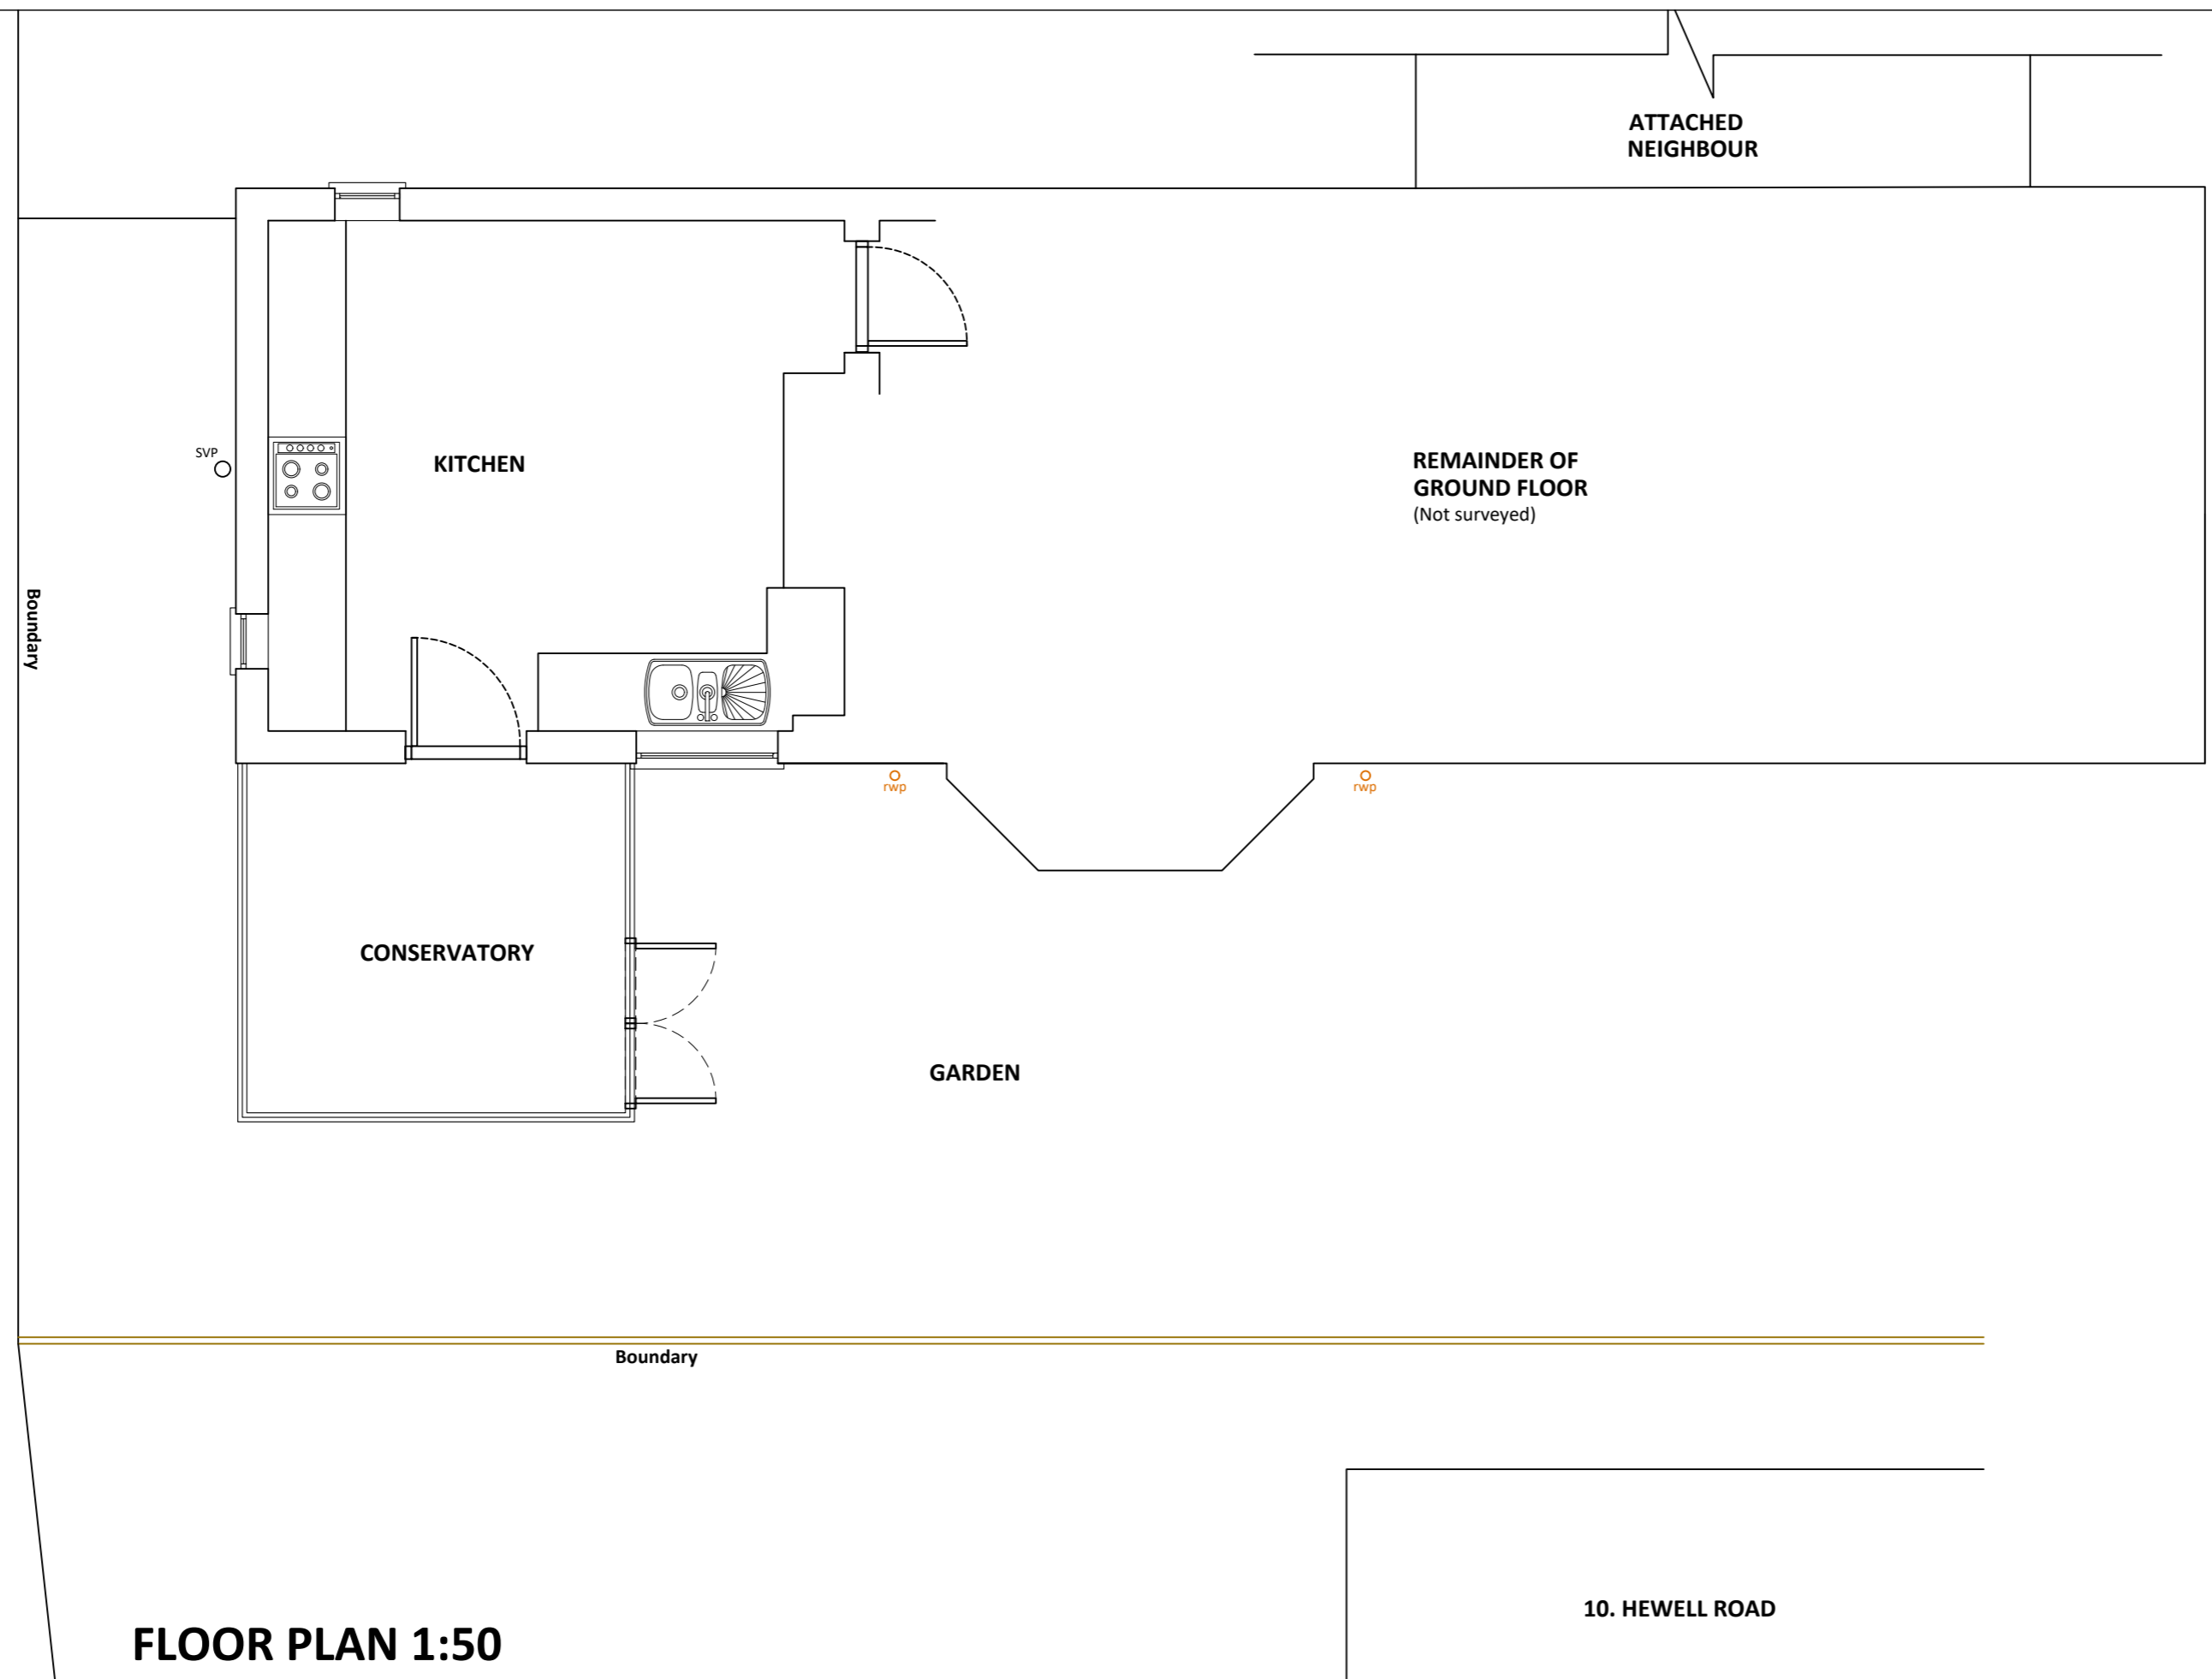 ATTACHED
NEIGHBOUR
SVP
KITCHEN
REMAINDER OF
GROUND FLOOR
(Not surveyed)
Boundary
rwp
rwp
CONSERVATORY
GARDEN
Boundary
10. HEWELL ROAD
FLOOR PLAN 1:50